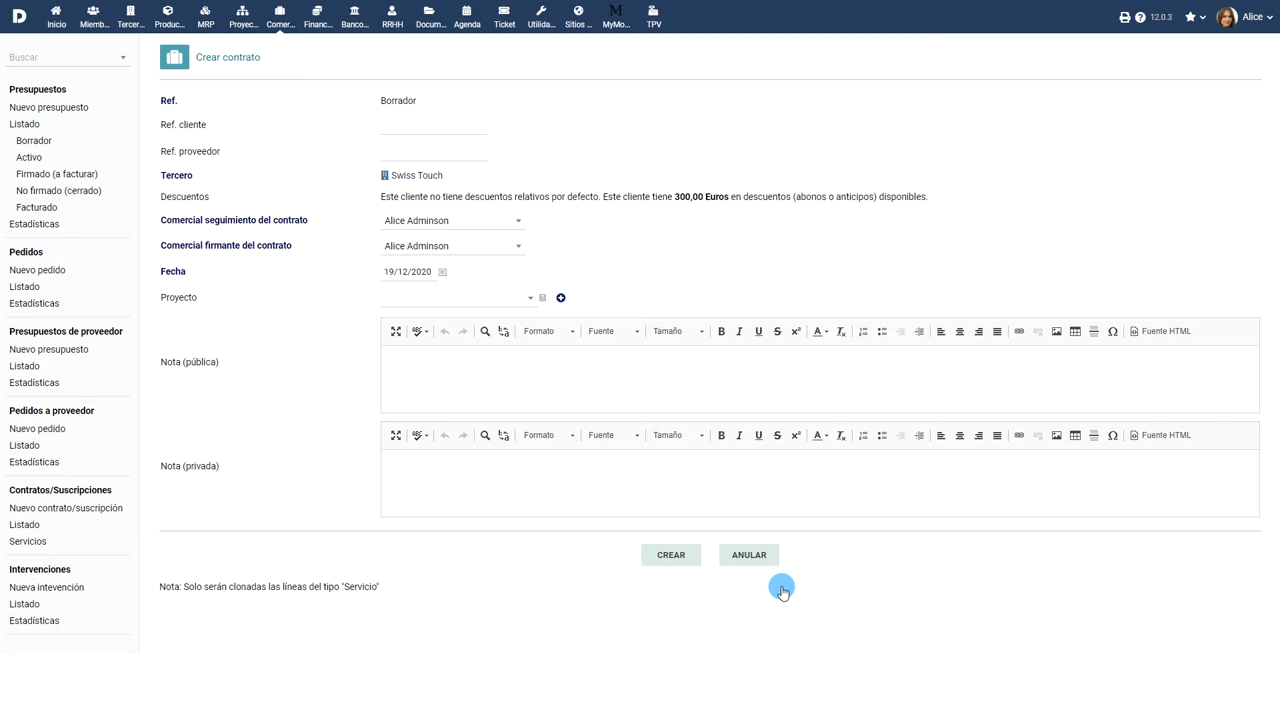 D
Inicio
Miemb...
Tercer...
Produc...
MRP
Proyec...
Comer...
Financ...
Banco...
RRHH
Docum...
Agenda
Ticket
Utilida...
Sitios ...
M
MyMo...
TPV
12.0.3
Alice
Buscar
Presupuestos
Nuevo presupuesto
Listado
Borrador
Activo
Firmado (a facturar)
No firmado (cerrado)
Facturado
Estadísticas
Pedidos
Nuevo pedido
Listado
Estadísticas
Presupuestos de proveedor
Nuevo presupuesto
Listado
Estadísticas
Pedidos a proveedor
Nuevo pedido
Listado
Estadísticas
Contratos/Suscripciones
Nuevo contrato/suscripción
Listado
Servicios
Intervenciones
Nueva intevención
Listado
Estadísticas
Crear contrato
Ref. Borrador
Ref. cliente
Ref. proveedor
Tercero Swiss Touch
Descuentos Este cliente no tiene descuentos relativos por defecto. Este cliente tiene 300,00 Euros en descuentos (abonos o anticipos) disponibles.
Comercial seguimiento del contrato Alice Adminson
Comercial firmante del contrato Alice Adminson
Fecha 19/12/2020
Proyecto
Formato Fuente Tamaño B I U S x² A Tx Ω Fuente HTML
Nota (pública)
Formato Fuente Tamaño B I U S x² A Tx Ω Fuente HTML
Nota (privada)
CREAR ANULAR
Nota: Solo serán clonadas las líneas del tipo "Servicio"